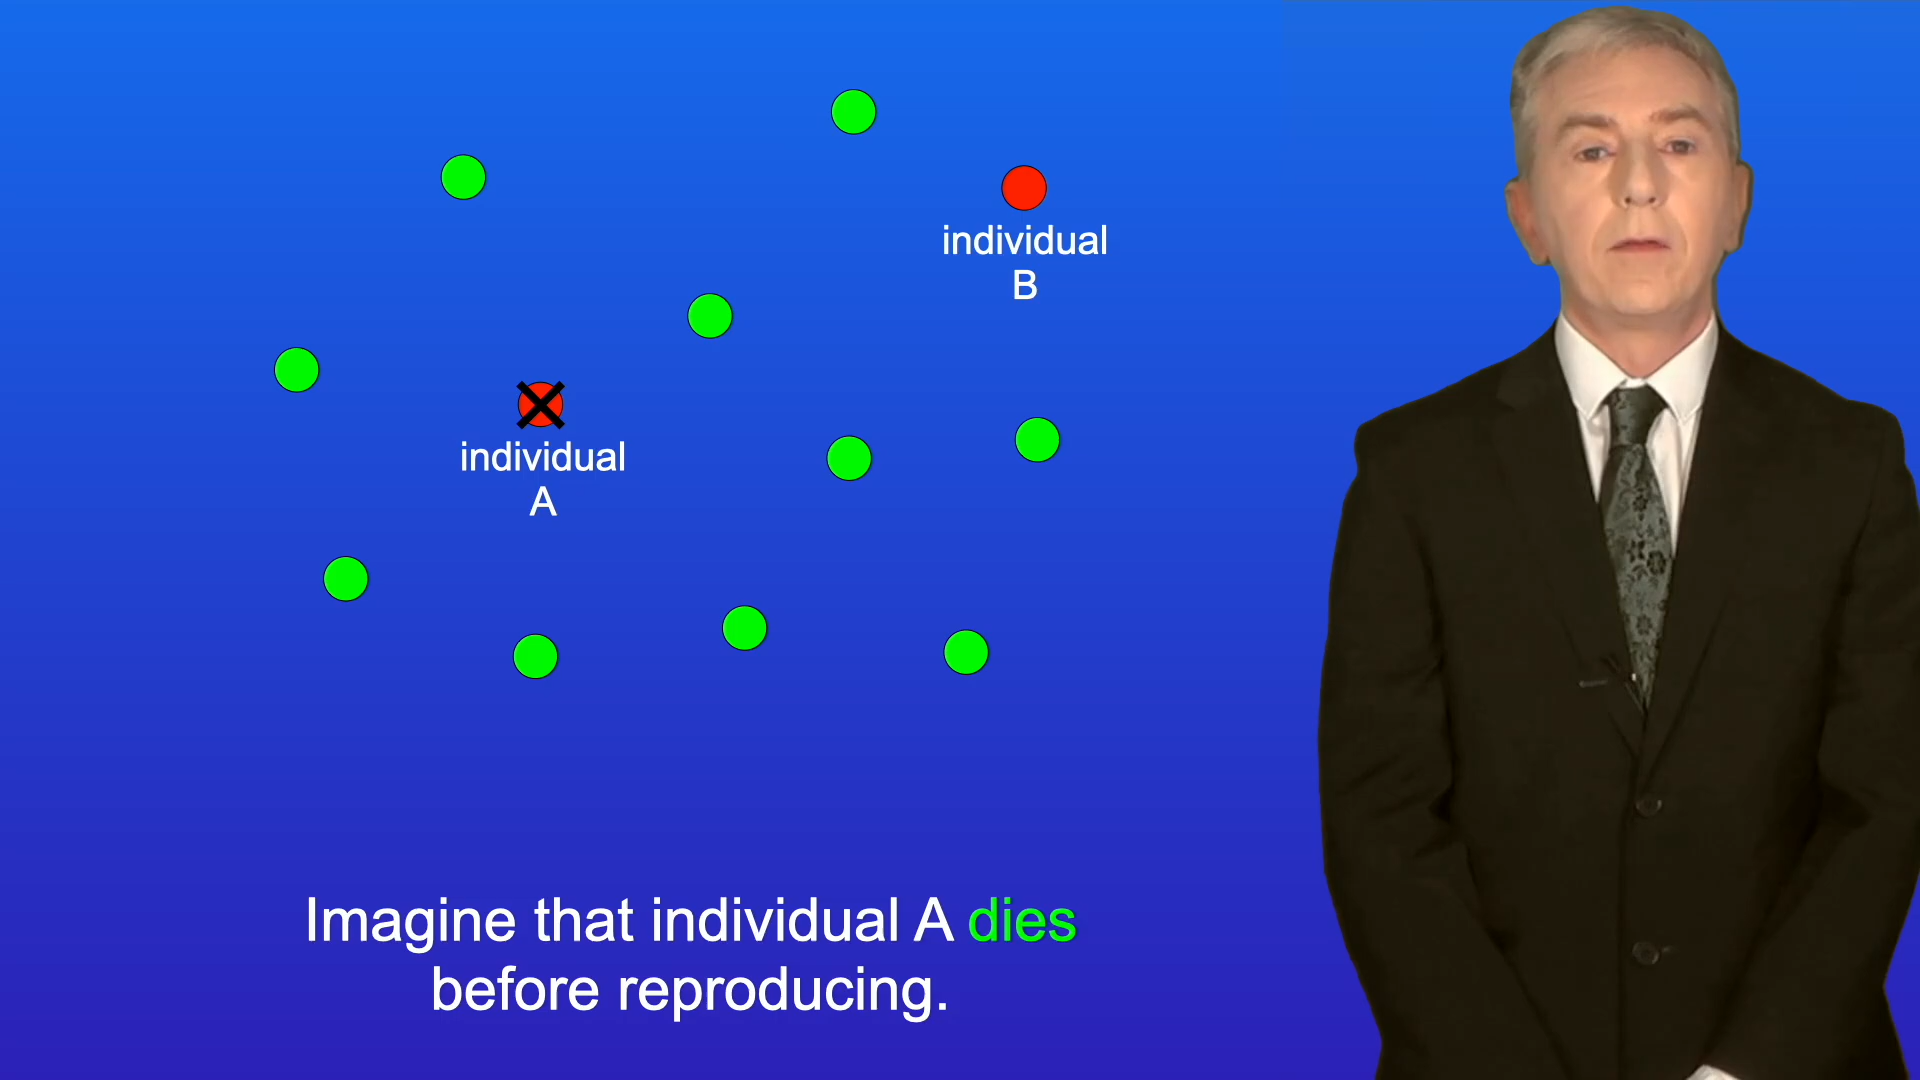 individual
B
individual
A
Imagine that individual A dies
before reproducing.